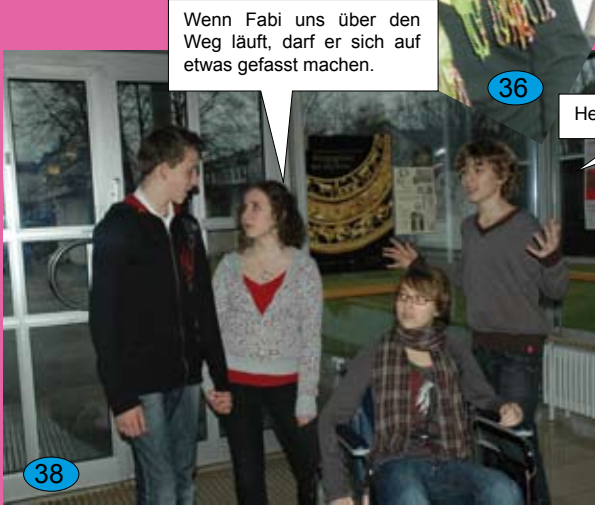 Wenn Fabi uns über den
Weg läuft, darf er sich auf
etwas gefasst machen.
36
He
38